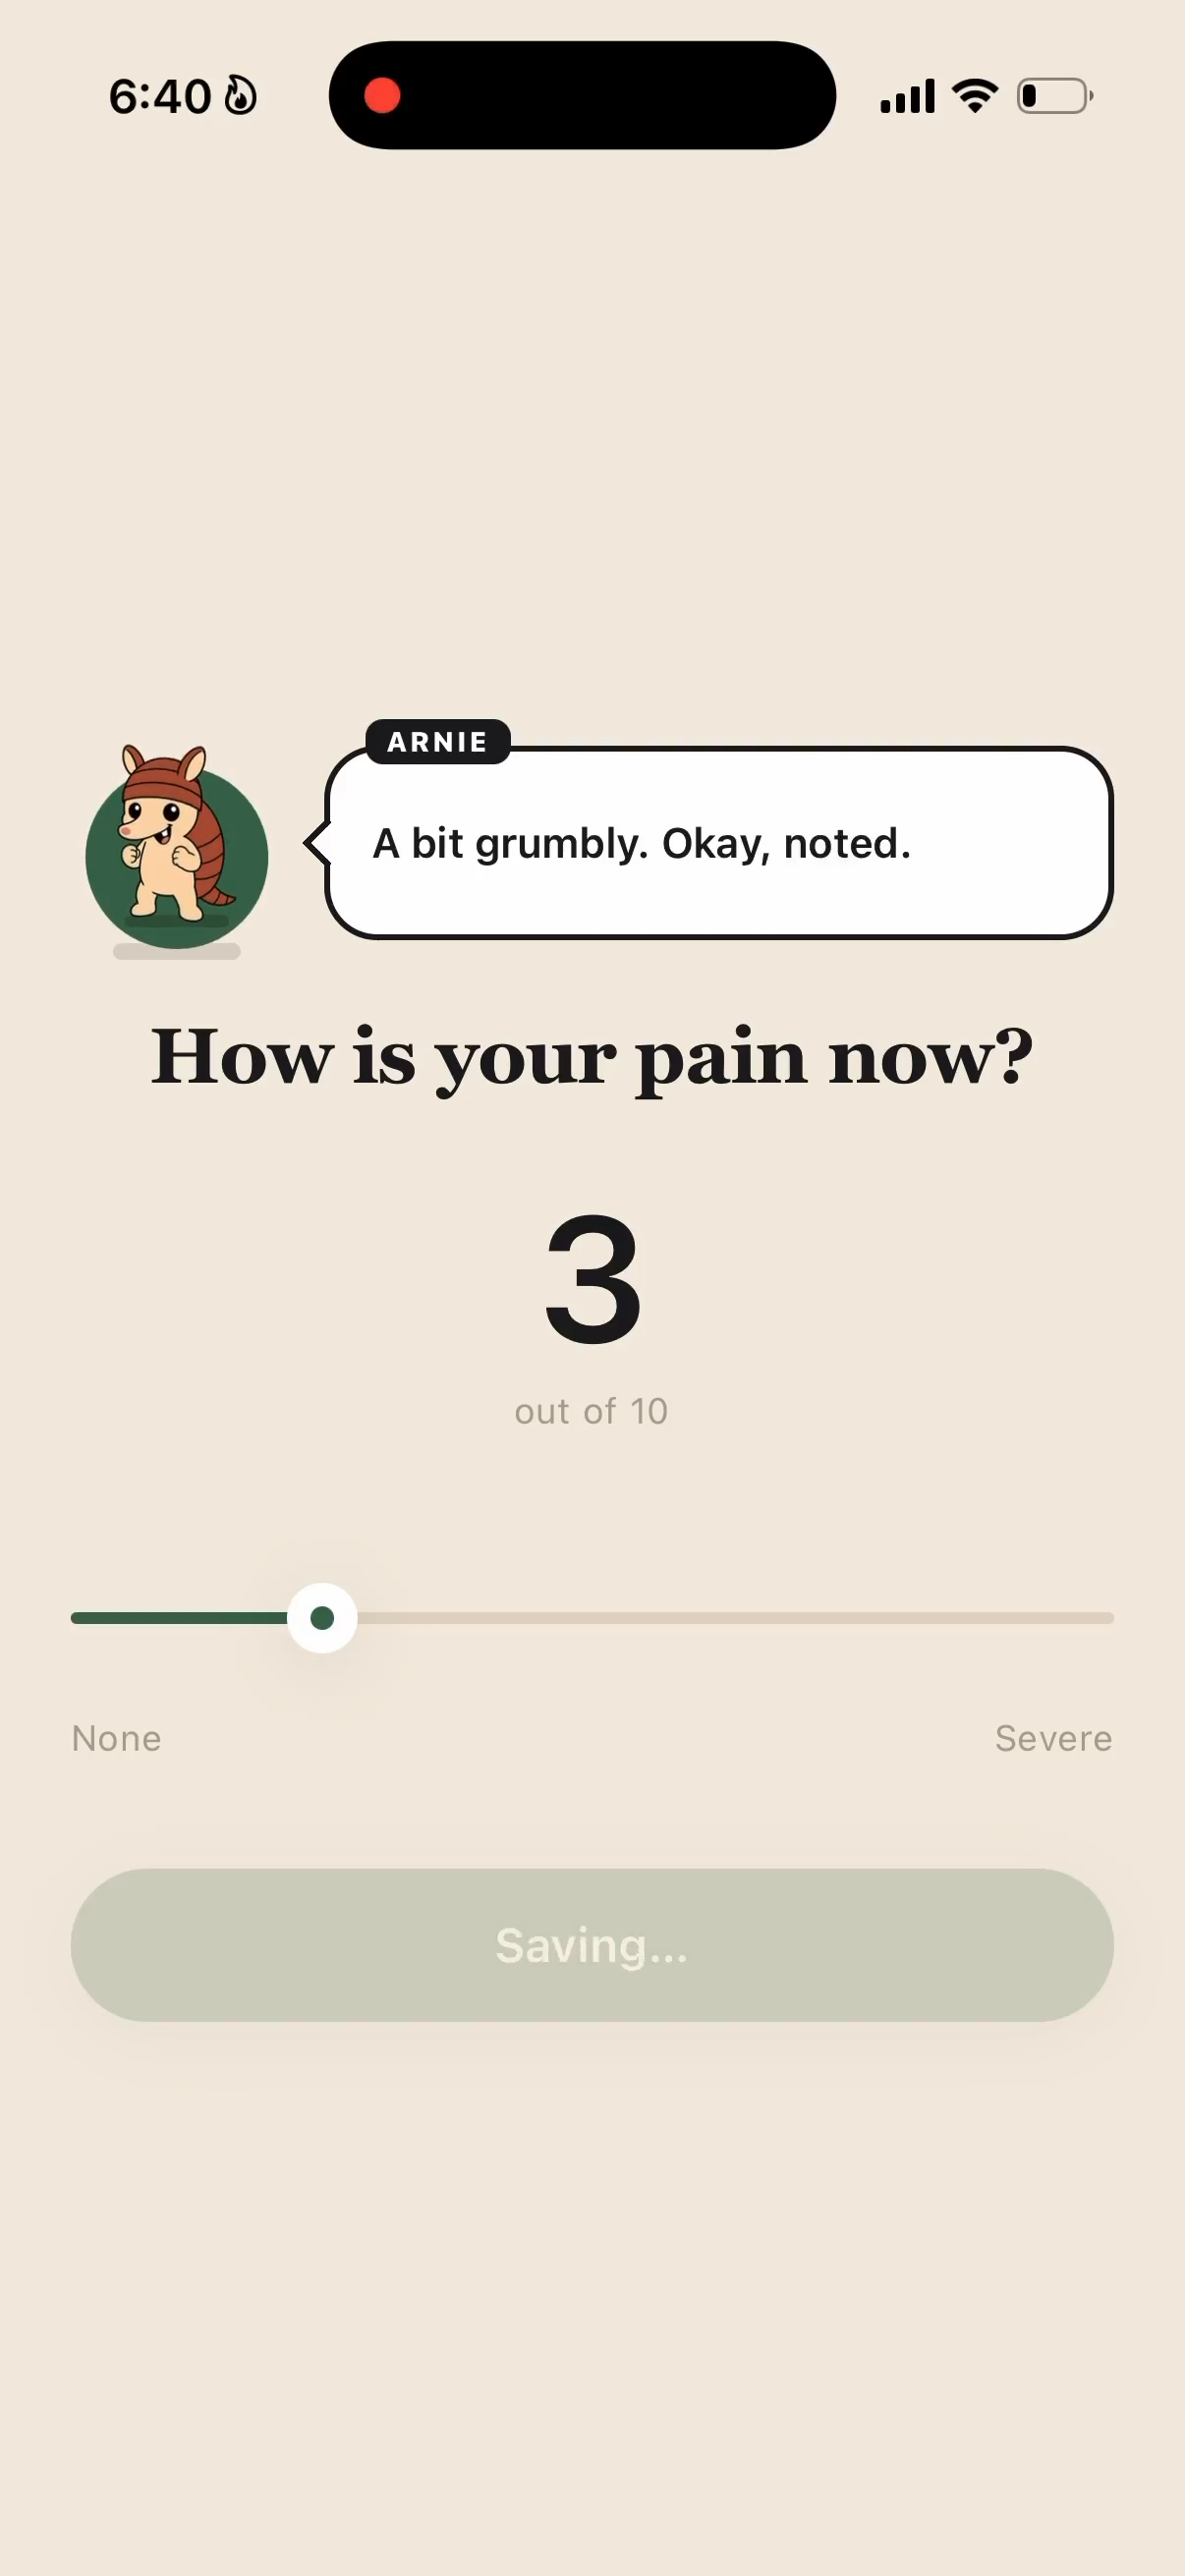 6:40
ARNIE
A bit grumbly. Okay, noted.
How is your pain now?
3
out of 10
None
Severe
Saving...